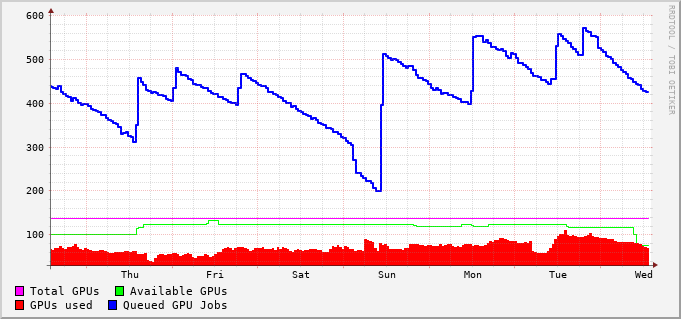 600
500
400
300
200
100
Thu Fri Sat Sun Mon Tue Wed
RRDTOOL / TOBI OETIKER
Total GPUs Available GPUs
GPUs used Queued GPU Jobs